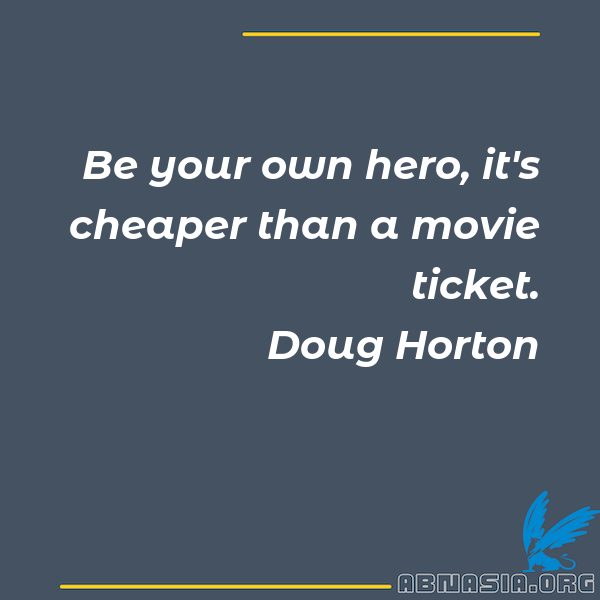 Be your own hero, it's
cheaper than a movie
ticket.
Doug Horton
ABNASIA.ORG